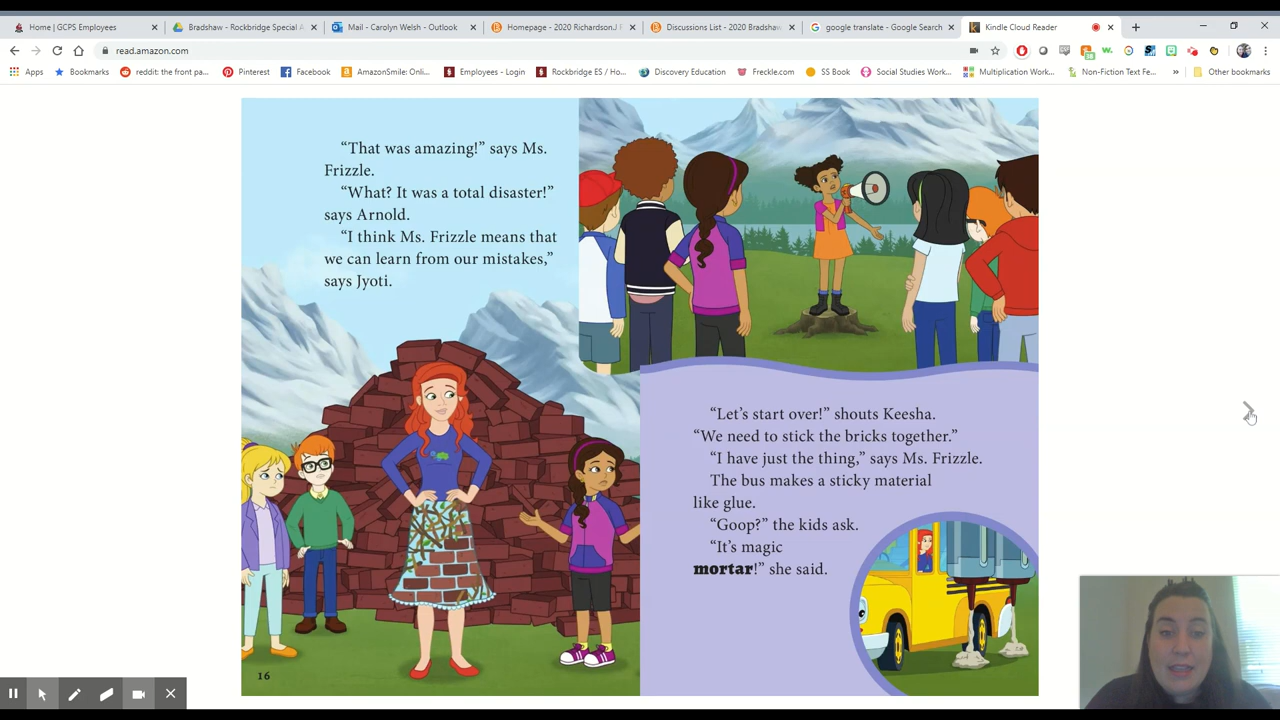 Home | GCPS Employees
Bradshaw - Rockbridge Special A
Mail - Carolyn Welsh - Outlook
Homepage - 2020 Richardson.J F
Discussions List - 2020 Bradshaw
google translate - Google Search
Kindle Cloud Reader
read.amazon.com
Apps
Bookmarks
reddit: the front pa...
Pinterest
Facebook
AmazonSmile: Onli...
Employees - Login
Rockbridge ES / Ho...
Discovery Education
Freckle.com
SS Book
Social Studies Work...
Multiplication Work...
Non-Fiction Text Fe...
»
Other bookmarks
“That was amazing!” says Ms.
Frizzle.
“What? It was a total disaster!”
says Arnold.
“I think Ms. Frizzle means that
we can learn from our mistakes,”
says Jyoti.
16
“Let’s start over!” shouts Keesha.
“We need to stick the bricks together.”
“I have just the thing,” says Ms. Frizzle.
The bus makes a sticky material
like glue.
“Goop?” the kids ask.
“It’s magic
mortar!” she said.